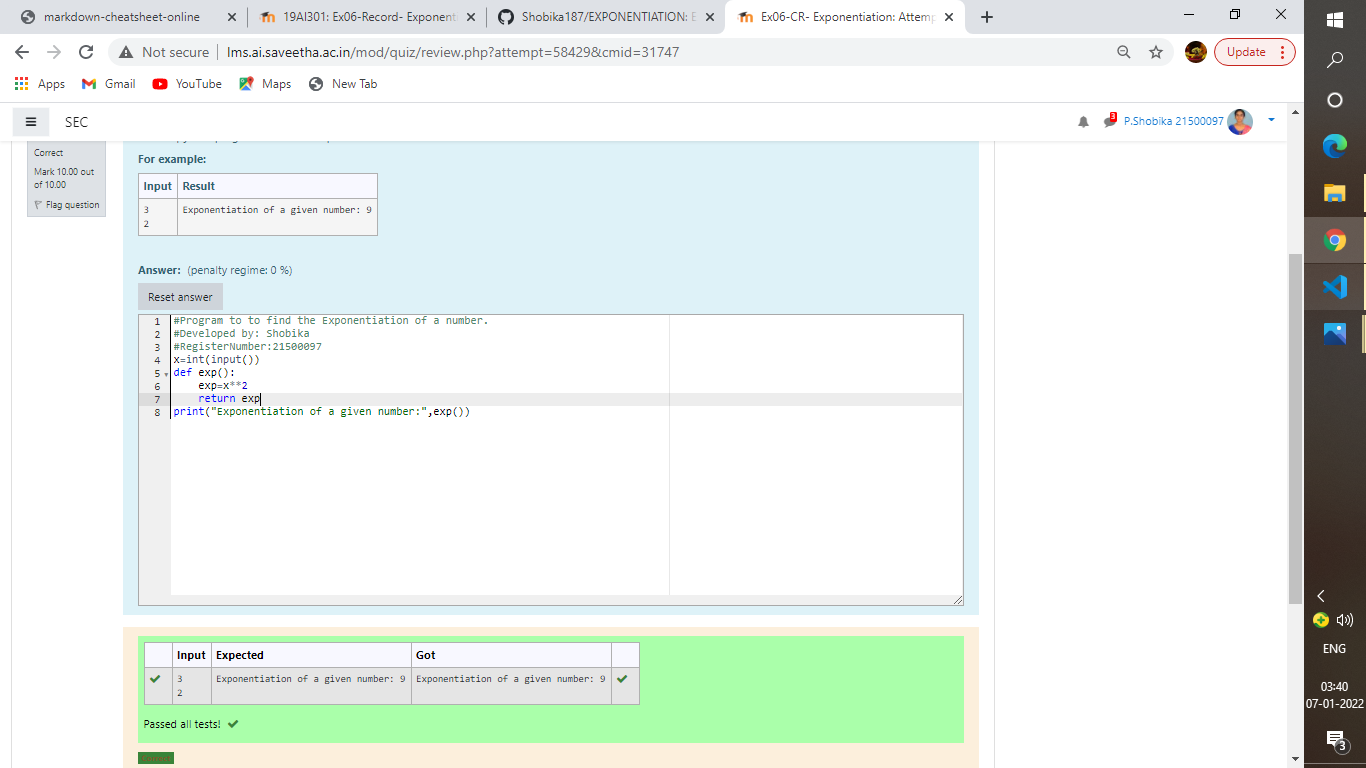 markdown-cheatsheet-online
19AI301: Ex06-Record- Exponent
Shobika187/EXPONENTIATION: E
Ex06-CR- Exponentiation: Attemp
Not secure
lms.ai.saveetha.ac.in/mod/quiz/review.php?attempt=58429&cmid=31747
Update
Apps
Gmail
YouTube
Maps
New Tab
SEC
3
P.Shobika 21500097
Correct
Mark 10.00 out
of 10.00
Flag question
For example:
Input Result
3 Exponentiation of a given number: 9
2
Answer: (penalty regime: 0 %)
Reset answer
1 #Program to to find the Exponentiation of a number.
2 #Developed by: Shobika
3 #RegisterNumber:21500097
4 x=int(input())
5 def exp():
6 exp=x**2
7 return exp
8 print("Exponentiation of a given number:",exp())
Input Expected Got
3 Exponentiation of a given number: 9 Exponentiation of a given number: 9
2
Passed all tests!
ENG
03:40
07-01-2022
3